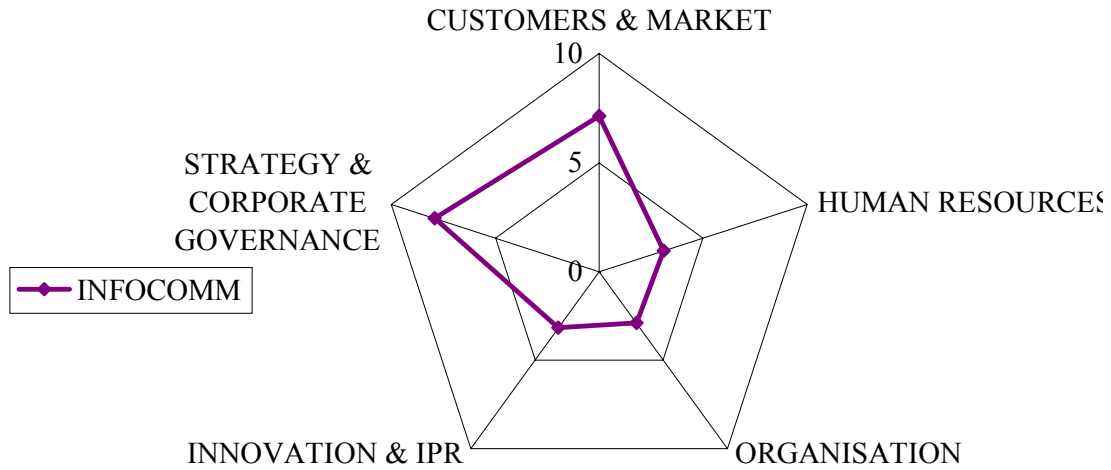 CUSTOMERS & MARKET
10
STRATEGY &
CORPORATE
GOVERNANCE
5
HUMAN RESOURCES
0
INFOCOMM
INNOVATION & IPR
ORGANISATION